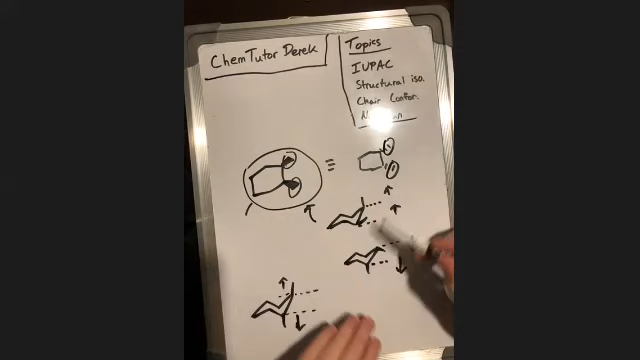 ChemTutor Derek
Topics
IUPAC
Structural iso.
Chair Confor.